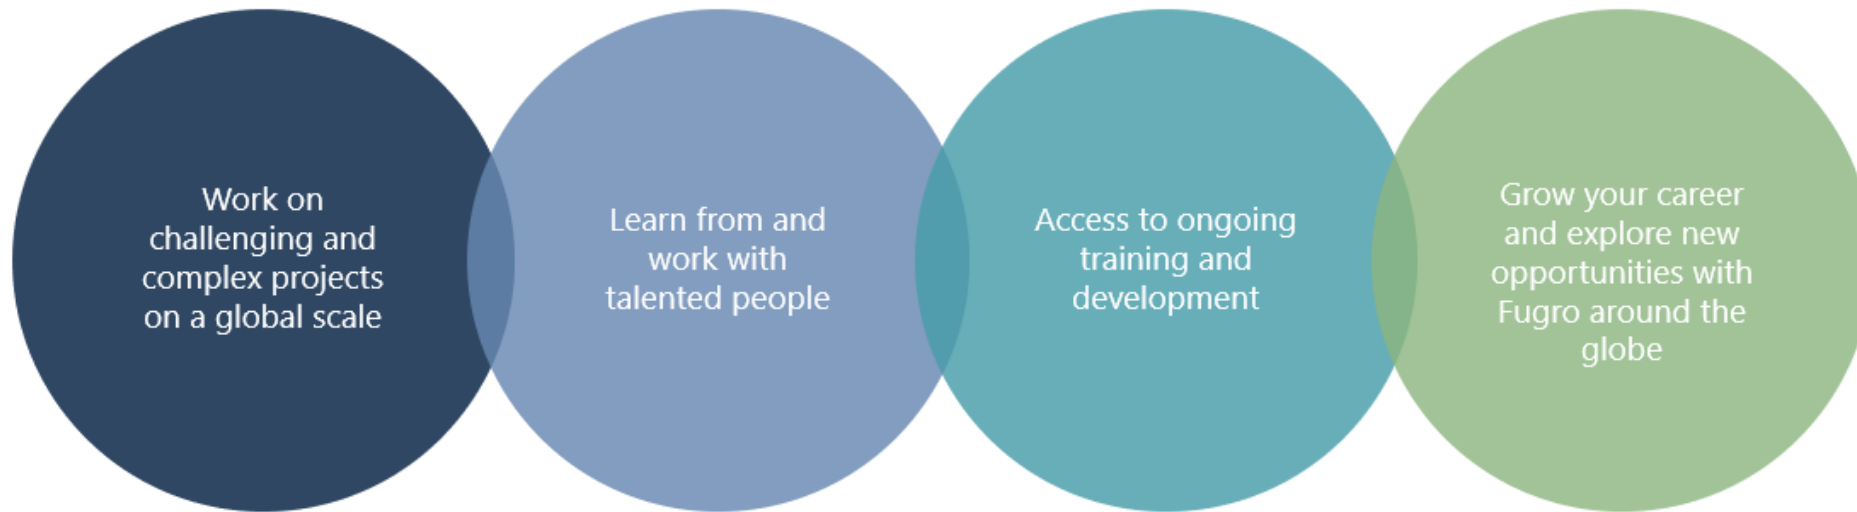 Work on
challenging and
complex projects
on a global scale
Learn from and
work with
talented people
Access to ongoing
training and
development
Grow your career
and explore new
opportunities with
Fugro around the
globe